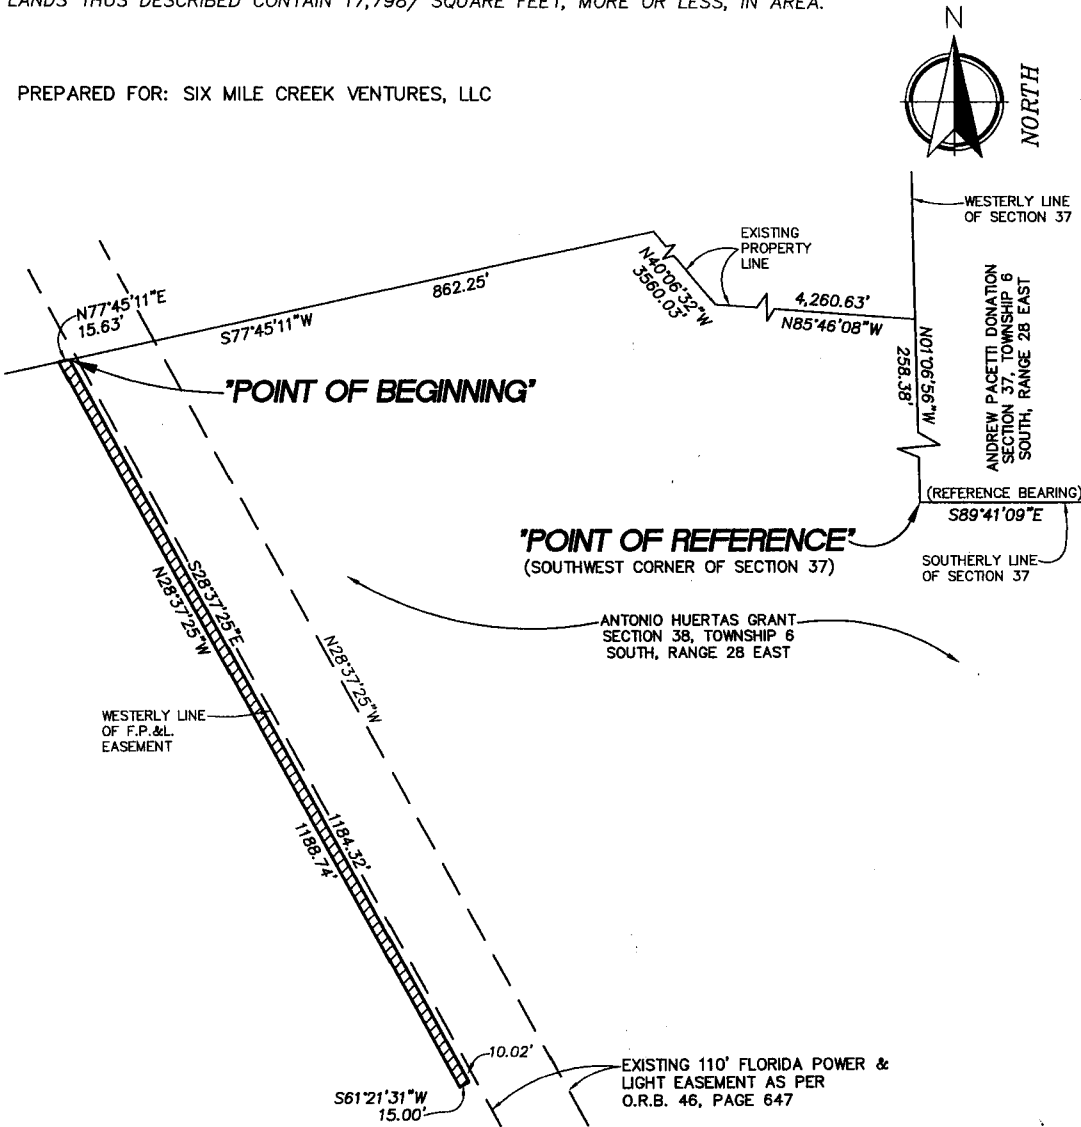 LANDS THUS DESCRIBED CONTAIN 17,798/ SQUARE FEET, MORE OR LESS, IN AREA.
PREPARED FOR: SIX MILE CREEK VENTURES, LLC
N
NORTH
WESTERLY LINE
OF SECTION 37
EXISTING
PROPERTY
LINE
N40°06'32"W
3560.03'
4,260.63'
N85°46'08"W
862.25'
S77°45'11"W
N77°45'11"E
15.63'
N01°06'56"W
258.38'
ANDREW PACETTI DONATION
SECTION 37, TOWNSHIP 6
SOUTH, RANGE 28 EAST
"POINT OF BEGINNING"
(REFERENCE BEARING)
S89°41'09"E
"POINT OF REFERENCE"
(SOUTHWEST CORNER OF SECTION 37)
SOUTHERLY LINE
OF SECTION 37
ANTONIO HUERTAS GRANT
SECTION 38, TOWNSHIP 6
SOUTH, RANGE 28 EAST
S28°37'25"E
N28°37'25"W
N28°37'25"W
WESTERLY LINE
OF F.P.&L.
EASEMENT
1184.32'
1188.74'
10.02'
S61°21'31"W
15.00'
EXISTING 110' FLORIDA POWER &
LIGHT EASEMENT AS PER
O.R.B. 46, PAGE 647